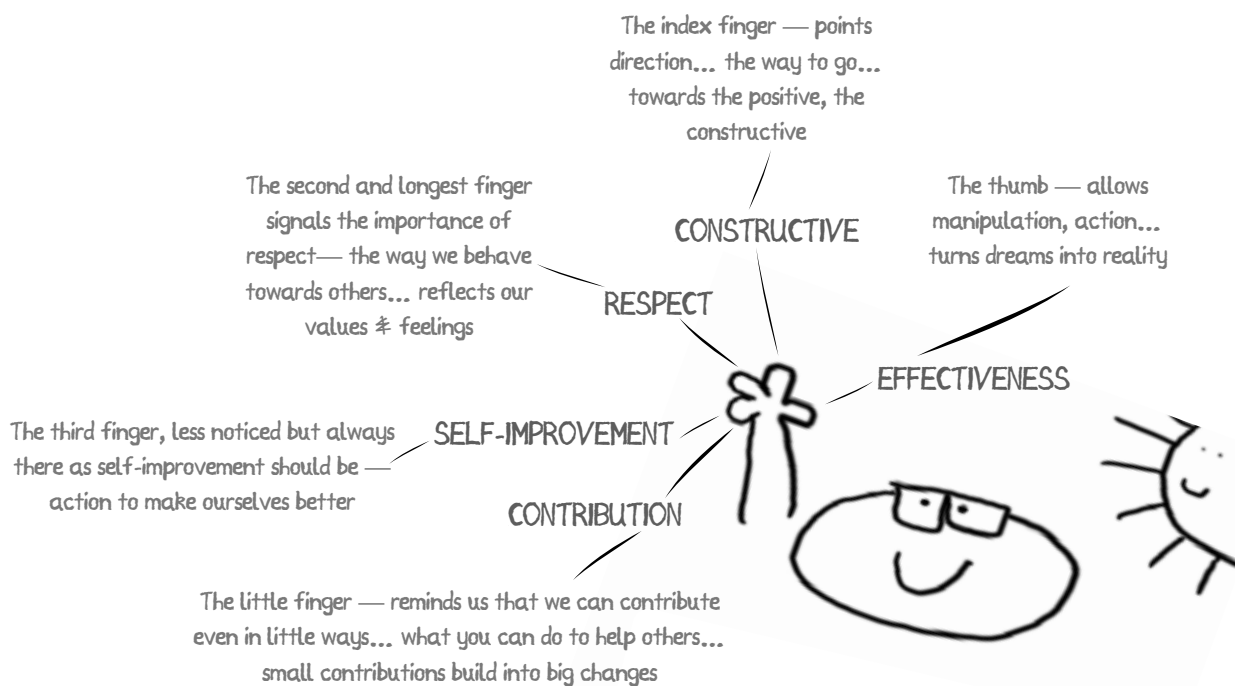 The index finger — points
direction... the way to go...
towards the positive, the
constructive
CONSTRUCTIVE
The second and longest finger
signals the importance of
respect— the way we behave
towards others... reflects our
values & feelings
RESPECT
The thumb — allows
manipulation, action...
turns dreams into reality
EFFECTIVENESS
The third finger, less noticed but always
there as self-improvement should be —
action to make ourselves better
SELF-IMPROVEMENT
CONTRIBUTION
The little finger — reminds us that we can contribute
even in little ways... what you can do to help others...
small contributions build into big changes